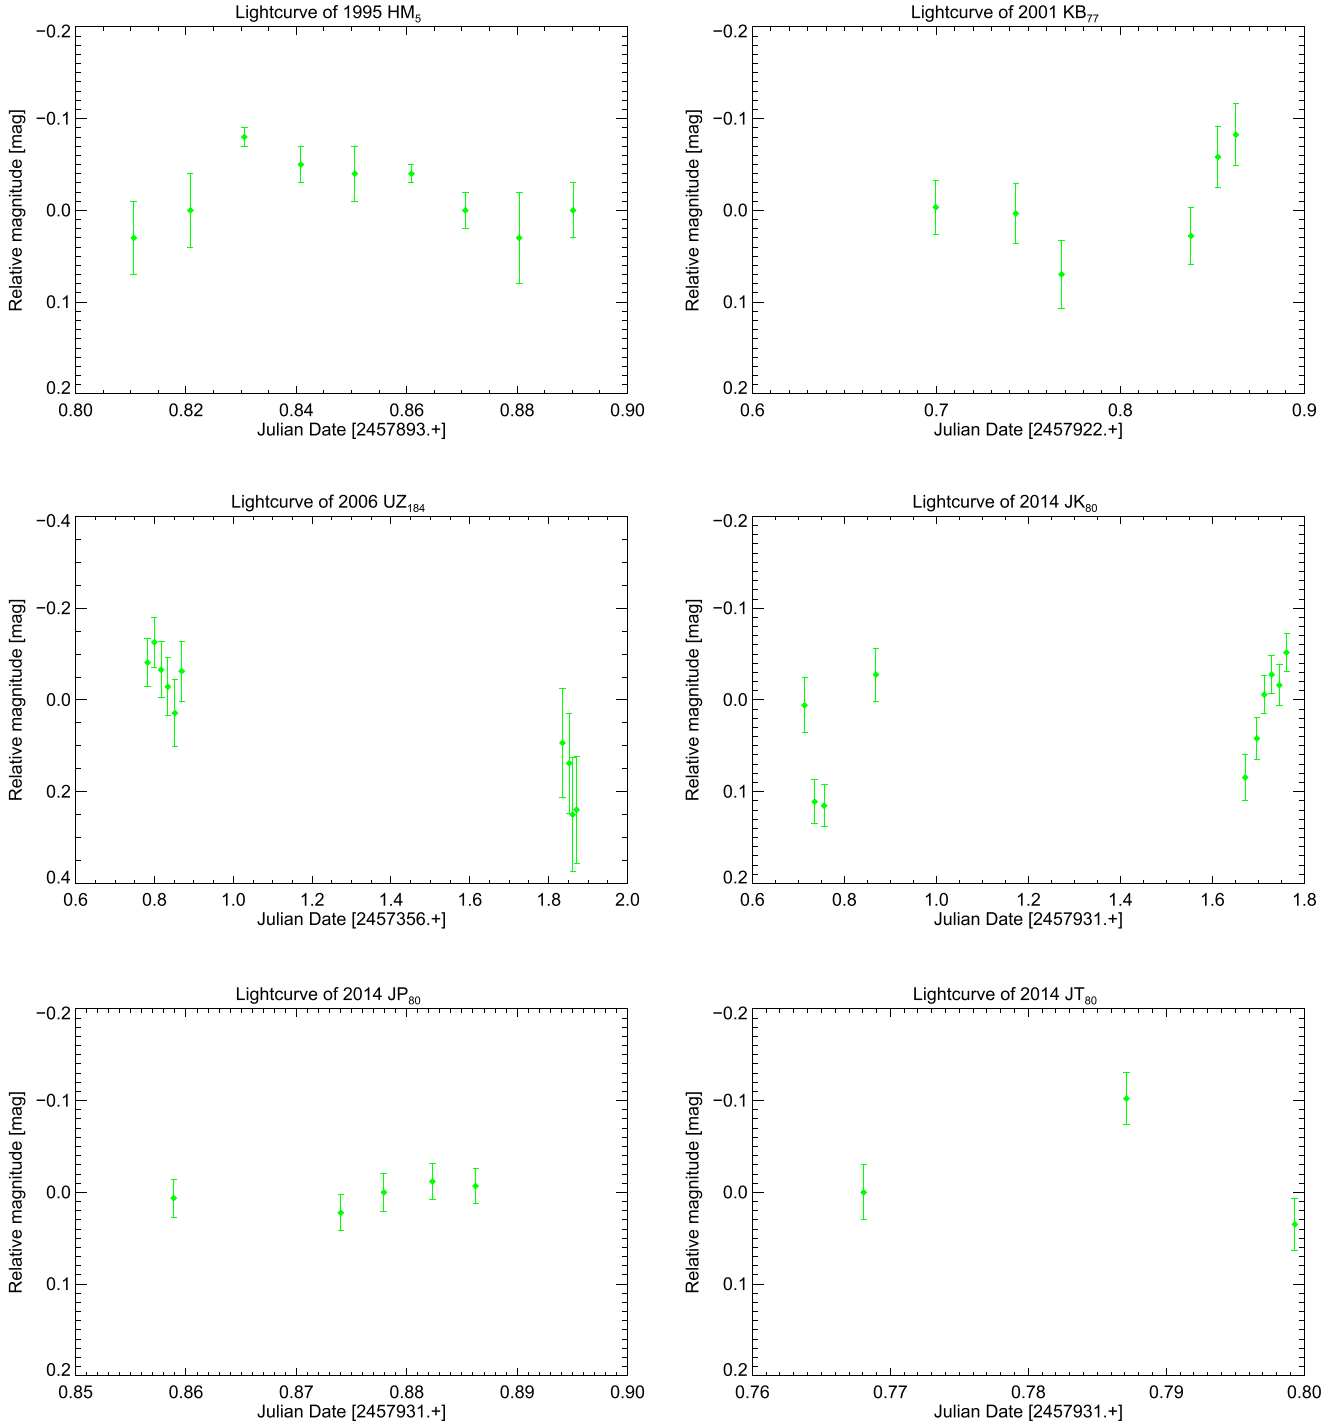 Lightcurve of 1995 HM5
−0.2
−0.1
0.0
0.1
0.2
Relative magnitude [mag]
0.80 0.82 0.84 0.86 0.88 0.90
Julian Date [2457893.+]
Lightcurve of 2001 KB77
−0.2
−0.1
0.0
0.1
0.2
Relative magnitude [mag]
0.6 0.7 0.8 0.9
Julian Date [2457922.+]
Lightcurve of 2006 UZ184
−0.4
−0.2
0.0
0.2
0.4
Relative magnitude [mag]
0.6 0.8 1.0 1.2 1.4 1.6 1.8 2.0
Julian Date [2457356.+]
Lightcurve of 2014 JK80
−0.2
−0.1
0.0
0.1
0.2
Relative magnitude [mag]
0.6 0.8 1.0 1.2 1.4 1.6 1.8
Julian Date [2457931.+]
Lightcurve of 2014 JP80
−0.2
−0.1
0.0
0.1
0.2
Relative magnitude [mag]
0.85 0.86 0.87 0.88 0.89 0.90
Julian Date [2457931.+]
Lightcurve of 2014 JT80
−0.2
−0.1
0.0
0.1
0.2
Relative magnitude [mag]
0.76 0.77 0.78 0.79 0.80
Julian Date [2457931.+]